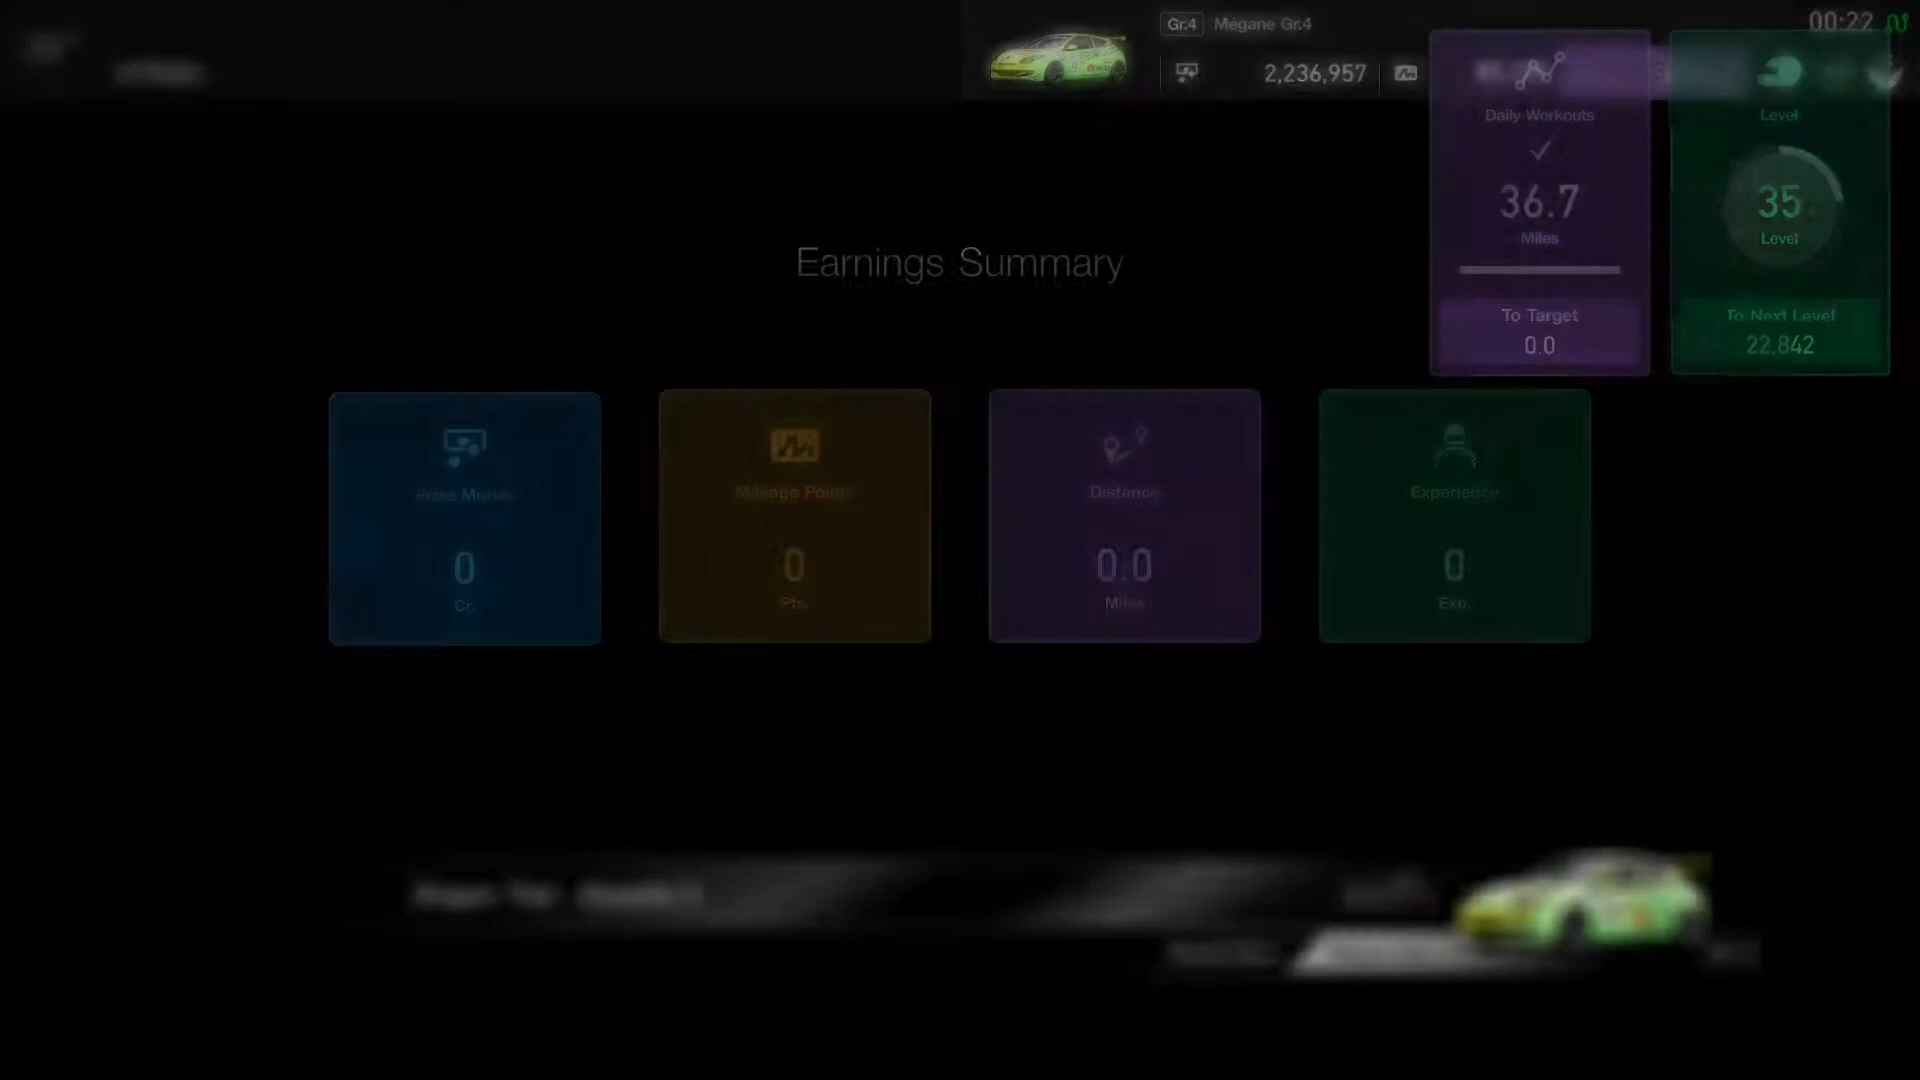 Gr.4 Mégane Gr.4
00:22
2,236,957
Daily Workouts
36.7
Miles
To Target
0.0
Level
35
Level
To Next Level
22,842
Earnings Summary
Prize Money
0
Cr.
Mileage Points
0
Pts.
Distance
0.0
Miles
Experience
0
Exp.